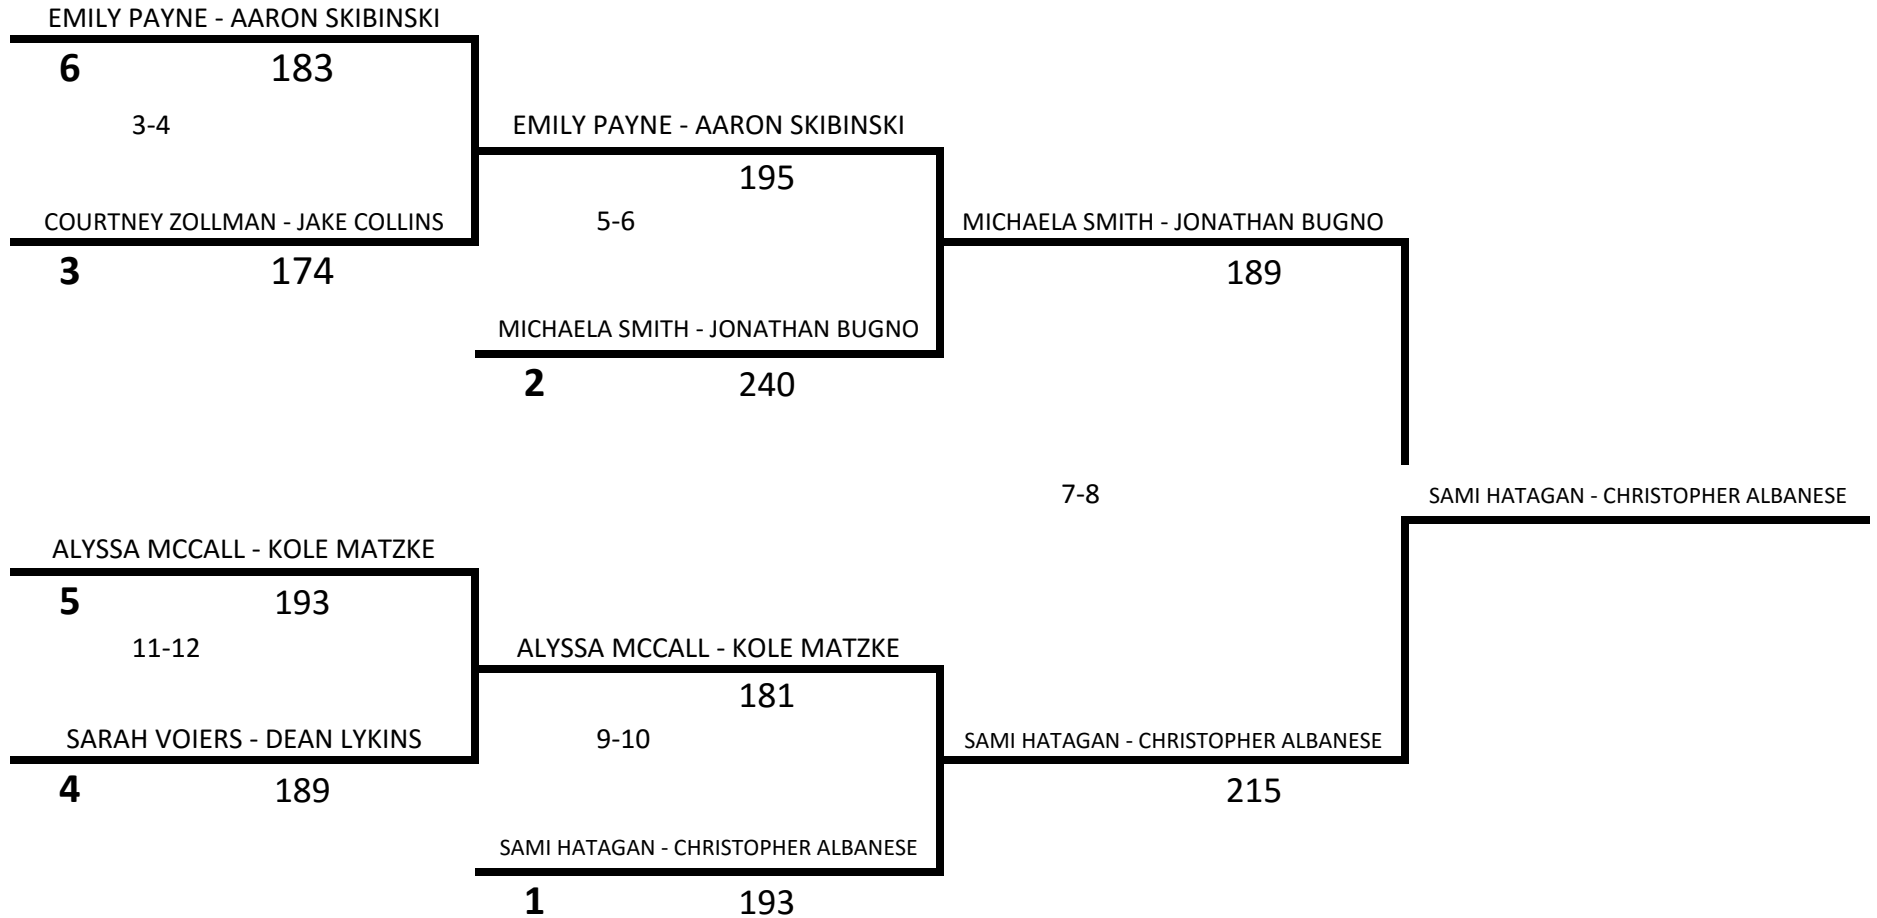 EMILY PAYNE - AARON SKIBINSKI
6 183
3-4
COURTNEY ZOLLMAN - JAKE COLLINS
3 174
EMILY PAYNE - AARON SKIBINSKI
195
5-6
MICHAELA SMITH - JONATHAN BUGNO
2 240
MICHAELA SMITH - JONATHAN BUGNO
189
7-8
SAMI HATAGAN - CHRISTOPHER ALBANESE
ALYSSA MCCALL - KOLE MATZKE
5 193
11-12
SARAH VOIERS - DEAN LYKINS
4 189
ALYSSA MCCALL - KOLE MATZKE
181
9-10
SAMI HATAGAN - CHRISTOPHER ALBANESE
1 193
SAMI HATAGAN - CHRISTOPHER ALBANESE
215